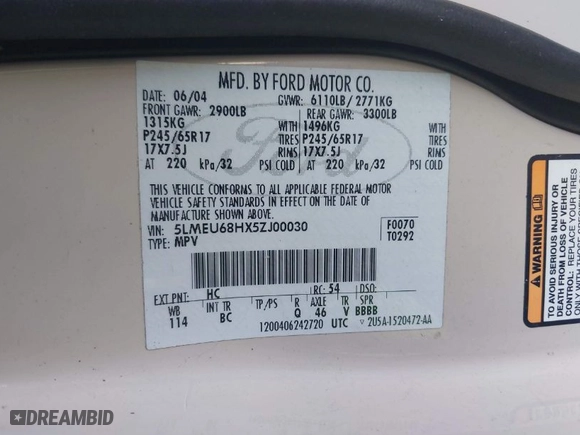 MFD. BY FORD MOTOR CO.
DATE: 06/04 GVWR: 6110LB/ 2771KG
FRONT GAWR: 2900LB REAR GAWR: 3300LB
1315KG WITH 1496KG WITH
P245/65R17 TIRES P245/65R17 TIRES
17X7.5J RIMS 17X7.5J RIMS
AT 220 kPa/32 PSI COLD AT 220 kPa/32 PSI COLD
THIS VEHICLE CONFORMS TO ALL APPLICABLE FEDERAL MOTOR
VEHICLE SAFETY STANDARDS IN EFFECT ON THE DATE OF
MANUFACTURE SHOWN ABOVE.
VIN: 5LMEU68HX5ZJ00030 F0070
TYPE: MPV T0292
EXT PNT: HC RC: 54 DSO:
WB INT TR TP/PS R AXLE TR SPR
114 BC Q 46 V BBBB
1200406242720 UTC 2U5A-1520472-AA
Ford
WARNING
TO AVOID SERIOUS INJURY OR
DEATH FROM LOSS OF VEHICLE
CONTROL:
DREAMBID